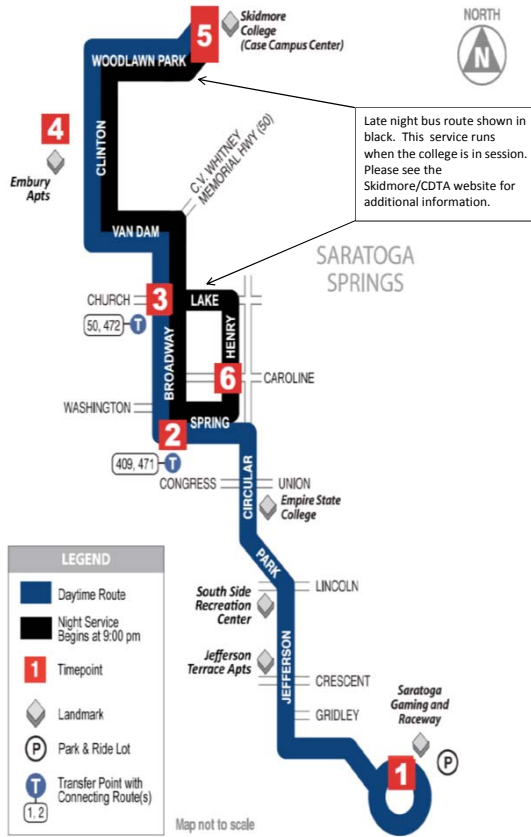 5
Skidmore
College
(Case Campus Center)
NORTH
N
WOODLAWN PARK
4
Embury
Apts
CLINTON
C.V. WHITNEY
MEMORIAL HWY (50)
Late night bus route shown in
black. This service runs
when the college is in session.
Please see the
Skidmore/CDTA website for
additional information.
VAN DAM
SARATOGA
SPRINGS
CHURCH
3
LAKE
50, 472
T
BROADWAY
HENRY
6
CAROLINE
WASHINGTON
SPRING
2
409, 471
T
CONGRESS
UNION
CIRCULAR
Empire State
College
PARK
LINCOLN
South Side
Recreation
Center
Jefferson
Terrace Apts
JEFFERSON
CRESCENT
GRIDLEY
Saratoga
Gaming and
Raceway
1
P
LEGEND
Daytime Route
Night Service
Begins at 9:00 pm
1
Timepoint
Landmark
P
Park & Ride Lot
T
Transfer Point with
Connecting Route(s)
1, 2
Map not to scale